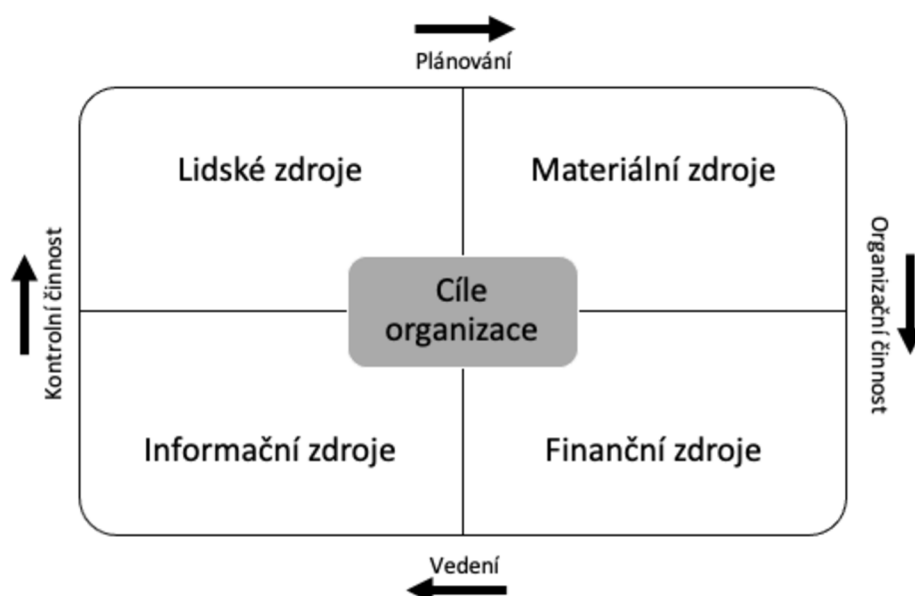 Plánování
Lidské zdroje
Materiální zdroje
Kontrolní činnost
Cíle
organizace
Organizační činnost
Informační zdroje
Finanční zdroje
Vedení